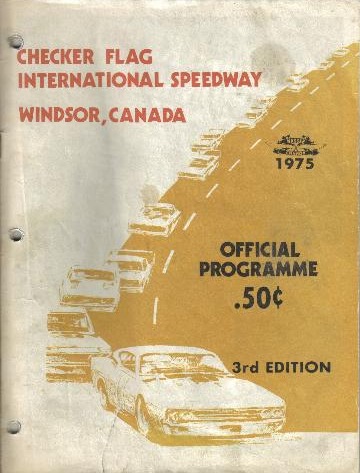 CHECKER FLAG
INTERNATIONAL SPEEDWAY
WINDSOR, CANADA
1975
OFFICIAL
PROGRAMME
.50¢
3rd EDITION